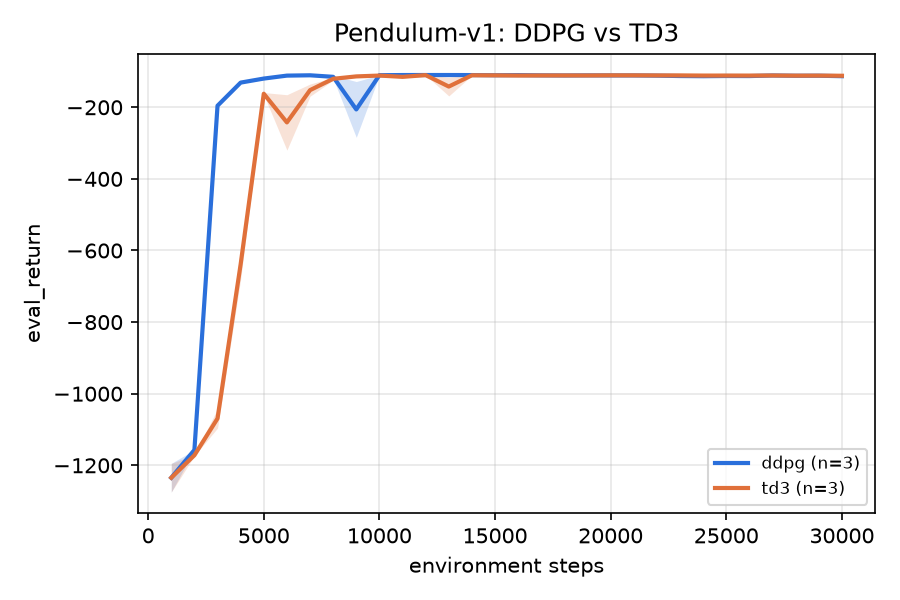 Pendulum-v1: DDPG vs TD3
eval_return
−200
−400
−600
−800
−1000
−1200
0
5000
10000
15000
20000
25000
30000
environment steps
ddpg (n=3)
td3 (n=3)